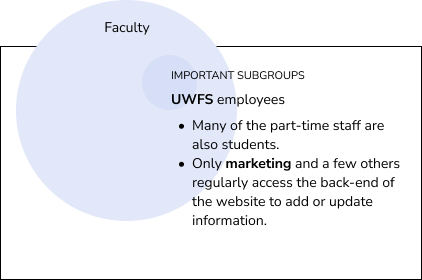 Faculty
IMPORTANT SUBGROUPS
UWFS employees
• Many of the part-time staff are
also students.
• Only marketing and a few others
regularly access the back-end of
the website to add or update
information.